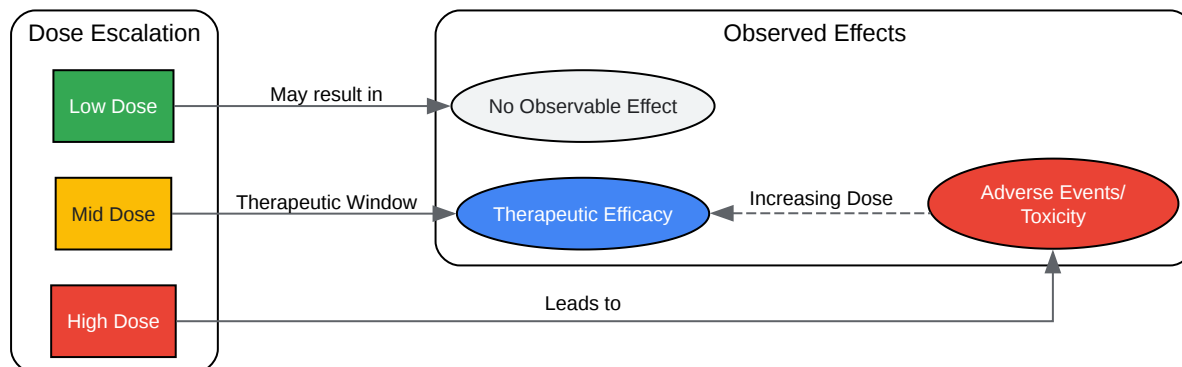 Dose Escalation
Observed Effects
Low Dose
May result in
No Observable Effect
Mid Dose
Therapeutic Window
Therapeutic Efficacy
Increasing Dose
Adverse Events/
Toxicity
High Dose
Leads to